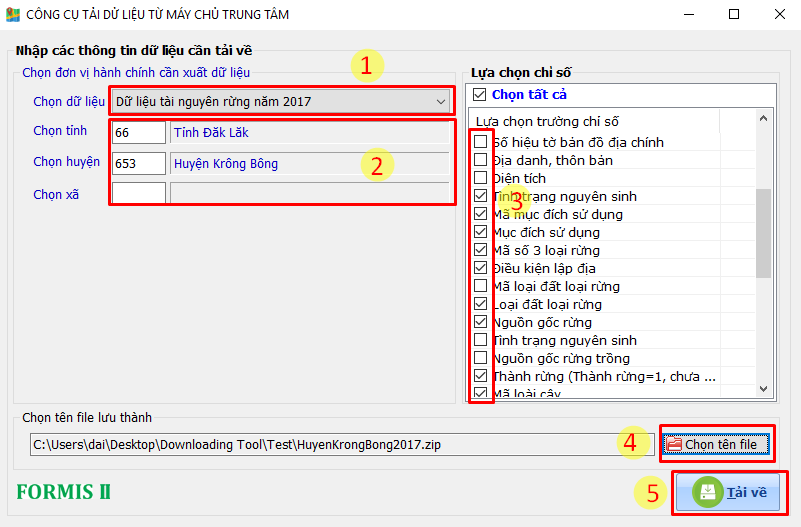 CÔNG CỤ TẢI DỮ LIỆU TỪ MÁY CHỦ TRUNG TÂM
Nhập các thông tin dữ liệu cần tải về
Chọn đơn vị hành chính cần xuất dữ liệu
1
Chọn dữ liệu
Dữ liệu tài nguyên rừng năm 2017
Chọn tỉnh
66
Tỉnh Đăk Lăk
Chọn huyện
653
Huyện Krông Bông
2
Chọn xã
Lựa chọn chỉ số
Chọn tất cả
Lựa chọn trường chỉ số
Số hiệu tờ bản đồ địa chính
Địa danh, thôn bản
Diện tích
Tình trạng nguyên sinh
3
Mã mục đích sử dụng
Mục đích sử dụng
Mã số 3 loại rừng
Điều kiện lập địa
Mã loại đất loại rừng
Loại đất loại rừng
Nguồn gốc rừng
Tình trạng nguyên sinh
Nguồn gốc rừng trồng
Thành rừng (Thành rừng=1, chưa ...
Mã loài cây
Chọn tên file lưu thành
C:\Users\dai\Desktop\Downloading Tool\Test\HuyenKrongBong2017.zip
4
Chọn tên file
FORMIS II
5
Tải về